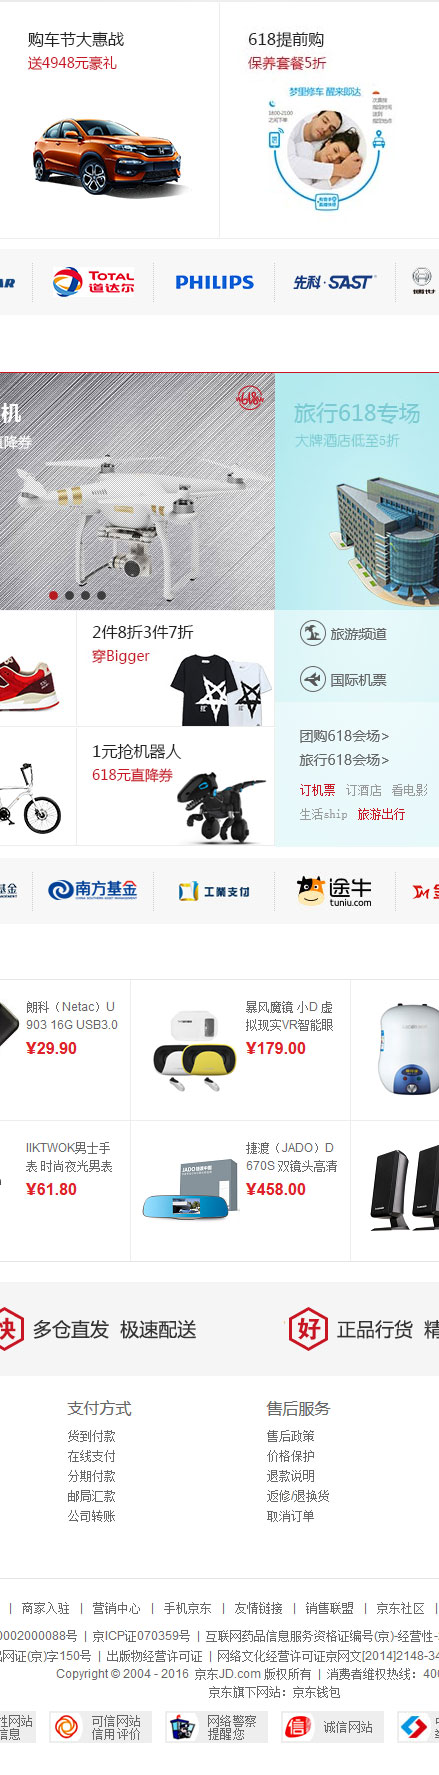 购车节大惠战
送4948元豪礼
618提前购
保养套餐5折
梦里修车 醒来即达
1800-2100
之间下单
AR
TOTAL
道达尔
PHILIPS
先科·SAST
机
直降券
618
旅行618专场
大牌酒店低至5折
2件8折3件7折
穿Bigger
1元抢机器人
618元直降券
旅游频道
国际机票
团购618会场>
旅行618会场>
订机票 订酒店 看电影
生活ship 旅游出行
基金
南方基金
工银支付
途牛
tuniu.com
朗科（Netac）U
903 16G USB3.0
¥29.90
暴风魔镜 小D 虚
拟现实VR智能眼
¥179.00
IIKTWOK男士手
表 时尚夜光男表
¥61.80
捷渡（JADO）D
670S 双镜头高清
¥458.00
快 多仓直发 极速配送
好 正品行货 精
支付方式
货到付款
在线支付
分期付款
邮局汇款
公司转账
售后服务
售后政策
价格保护
退款说明
返修/退换货
取消订单
| 商家入驻 | 营销中心 | 手机京东 | 友情链接 | 销售联盟 | 京东社区 |
0002000088号 | 京ICP证070359号 | 互联网药品信息服务资格证编号(京)-经营性-
网证(京)字150号 | 出版物经营许可证 | 网络文化经营许可证京网文[2014]2148-34
Copyright © 2004 - 2016 京东JD.com 版权所有 | 消费者维权热线：400
京东旗下网站：京东钱包
性网站
信息
可信网站
信用评价
网络警察
提醒您
诚信网站